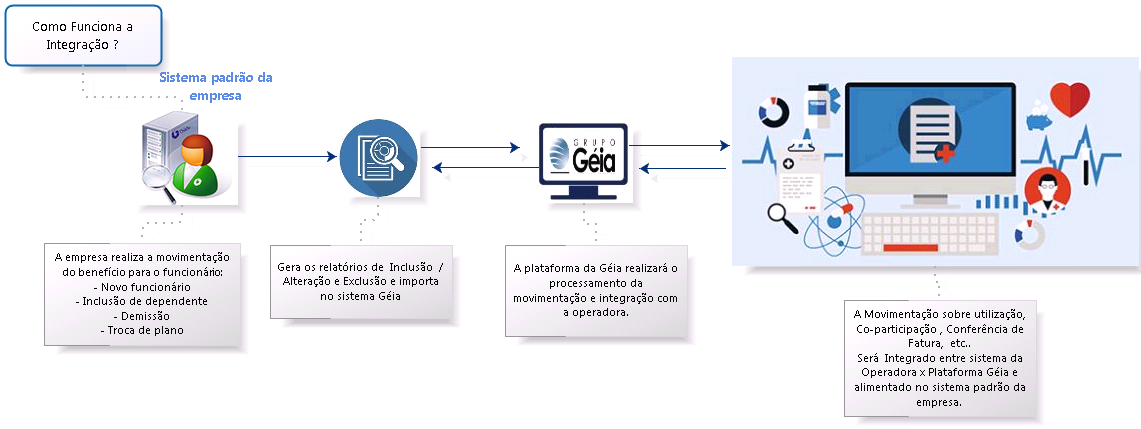 Como Funciona a
Integração ?
Sistema padrão da
empresa
GRUPO
Géia
A empresa realiza a movimentação
do benefício para o funcionário:
- Novo funcionário
- Inclusão de dependente
- Demissão
- Troca de plano
Gera os relatórios de Inclusão /
Alteração e Exclusão e importa
no sistema Géia
A plataforma da Géia realizará o
processamento da
movimentação e integração com
a operadora.
A Movimentação sobre utilização,
Co-participação , Conferência de
Fatura, etc..
Será Integrado entre sistema da
Operadora x Plataforma Géia e
alimentado no sistema padrão da
empresa.